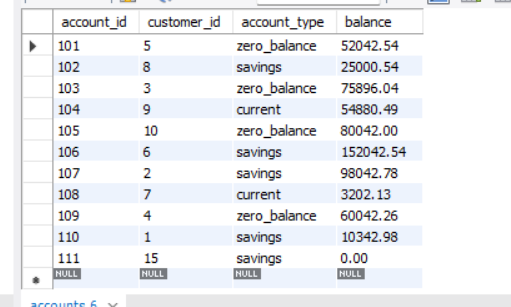 account_id customer_id account_type balance
101 5 zero_balance 52042.54
102 8 savings 25000.54
103 3 zero_balance 75896.04
104 9 current 54880.49
105 10 zero_balance 80042.00
106 6 savings 152042.54
107 2 savings 98042.78
108 7 current 3202.13
109 4 zero_balance 60042.26
110 1 savings 10342.98
111 15 savings 0.00
NULL NULL NULL NULL
accounts 6